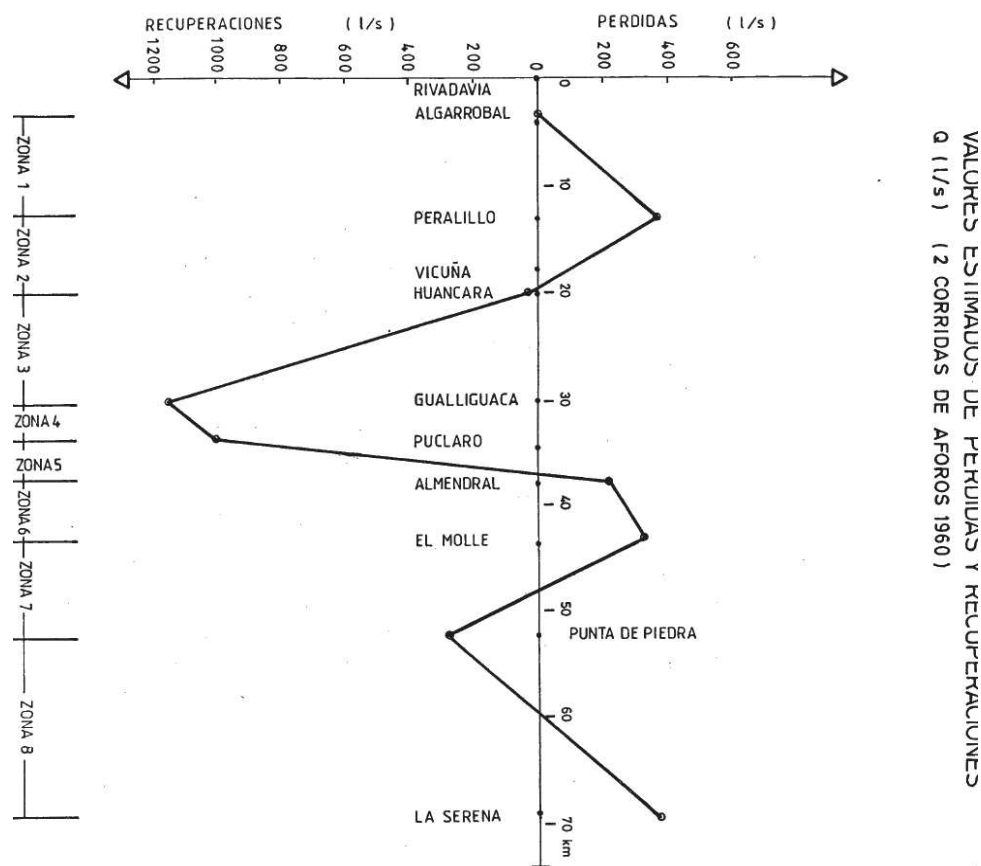 VALORES ESTIMADOS DE PERDIDAS Y RECUPERACIONES
Q (l/s) (2 CORRIDAS DE AFOROS 1960)
RECUPERACIONES (l/s) PERDIDAS (l/s)
1200 1000 800 600 400 200 0 200 400 600
0
RIVADAVIA
ALGARROBAL
10
PERALILLO
VICUÑA
HUANCARA
20
GUALLIGUACA
30
PUCLARO
ALMENDRAL
40
EL MOLLE
50
PUNTA DE PIEDRA
60
LA SERENA
70 km
ZONA 1
ZONA 2
ZONA 3
ZONA 4
ZONA 5
ZONA 6
ZONA 7
ZONA 8